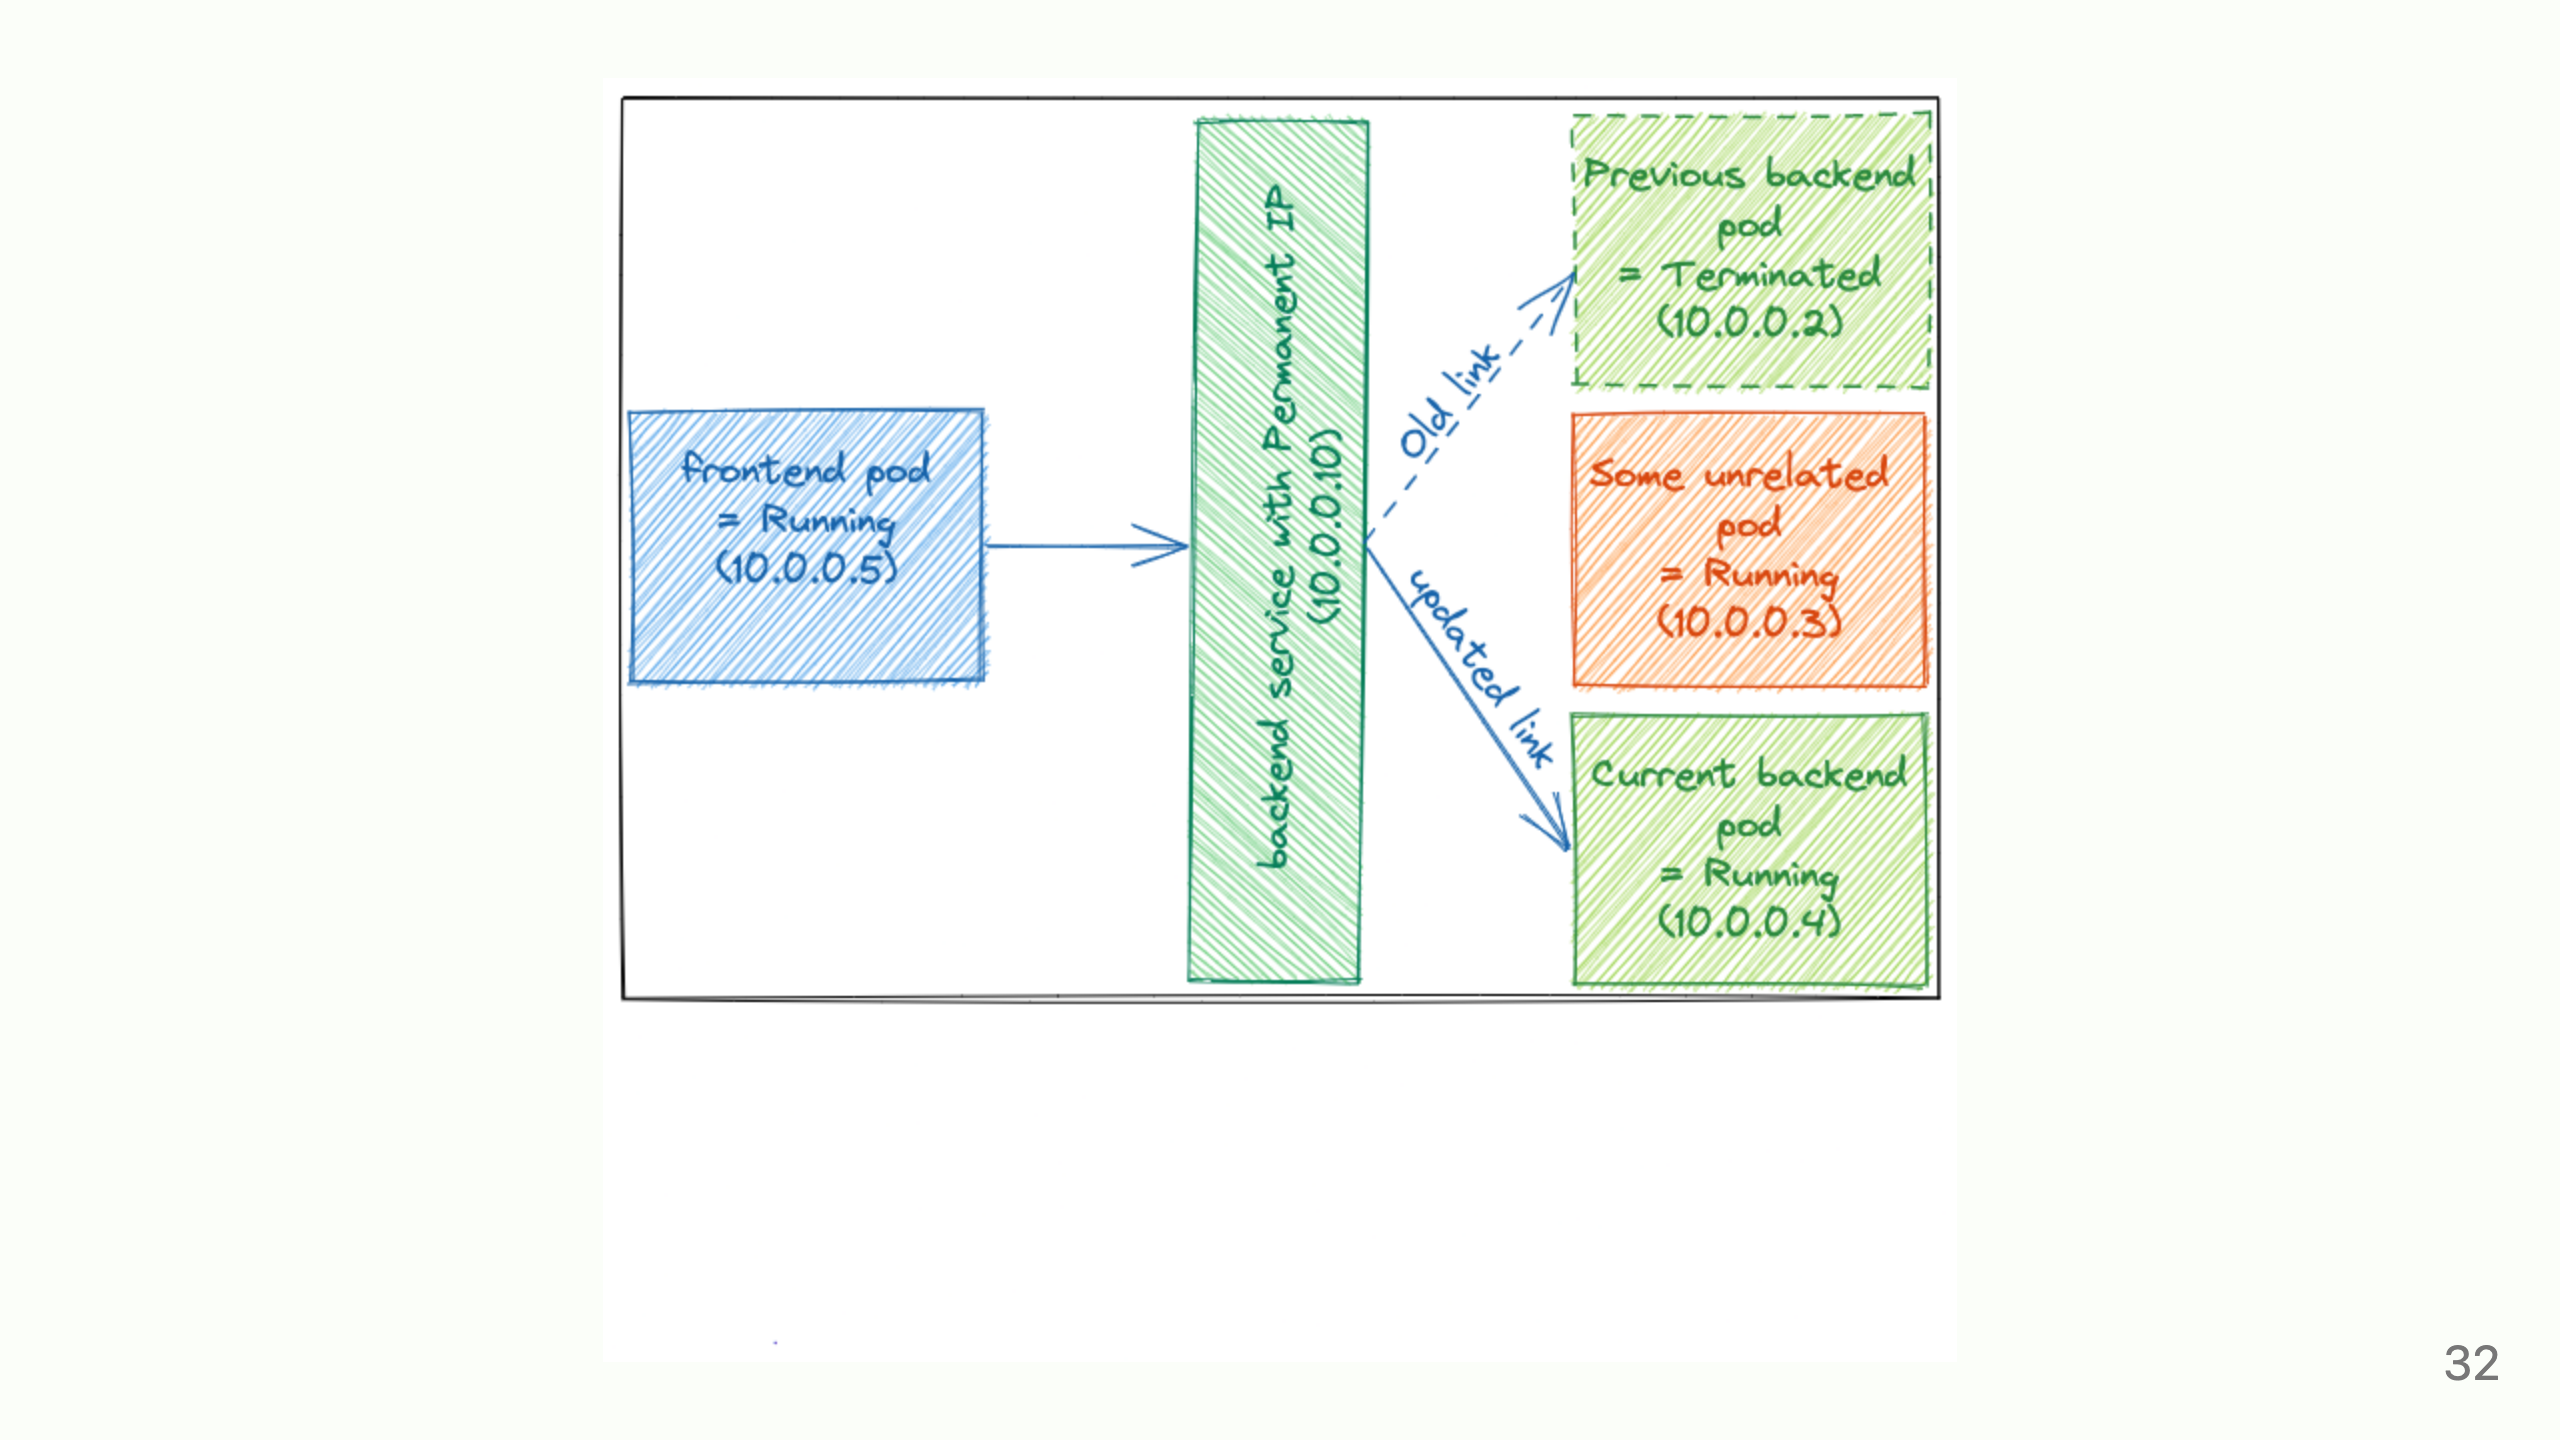 frontend pod
= Running
(10.0.0.5)
backend service with Permanent IP
(10.0.0.10)
Old link
updated link
Previous backend
pod
= Terminated
(10.0.0.2)
Some unrelated
pod
= Running
(10.0.0.3)
Current backend
pod
= Running
(10.0.0.4)
32